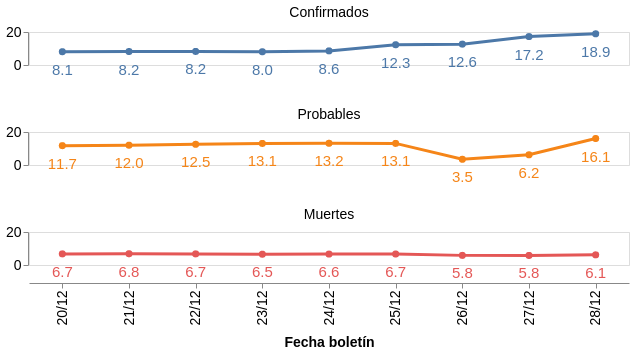 Confirmados
20
0
8.1 8.2 8.2 8.0 8.6 12.3 12.6 17.2 18.9
Probables
20
0
11.7 12.0 12.5 13.1 13.2 13.1 3.5 6.2 16.1
Muertes
20
0
6.7 6.8 6.7 6.5 6.6 6.7 5.8 5.8 6.1
20/12 21/12 22/12 23/12 24/12 25/12 26/12 27/12 28/12
Fecha boletín